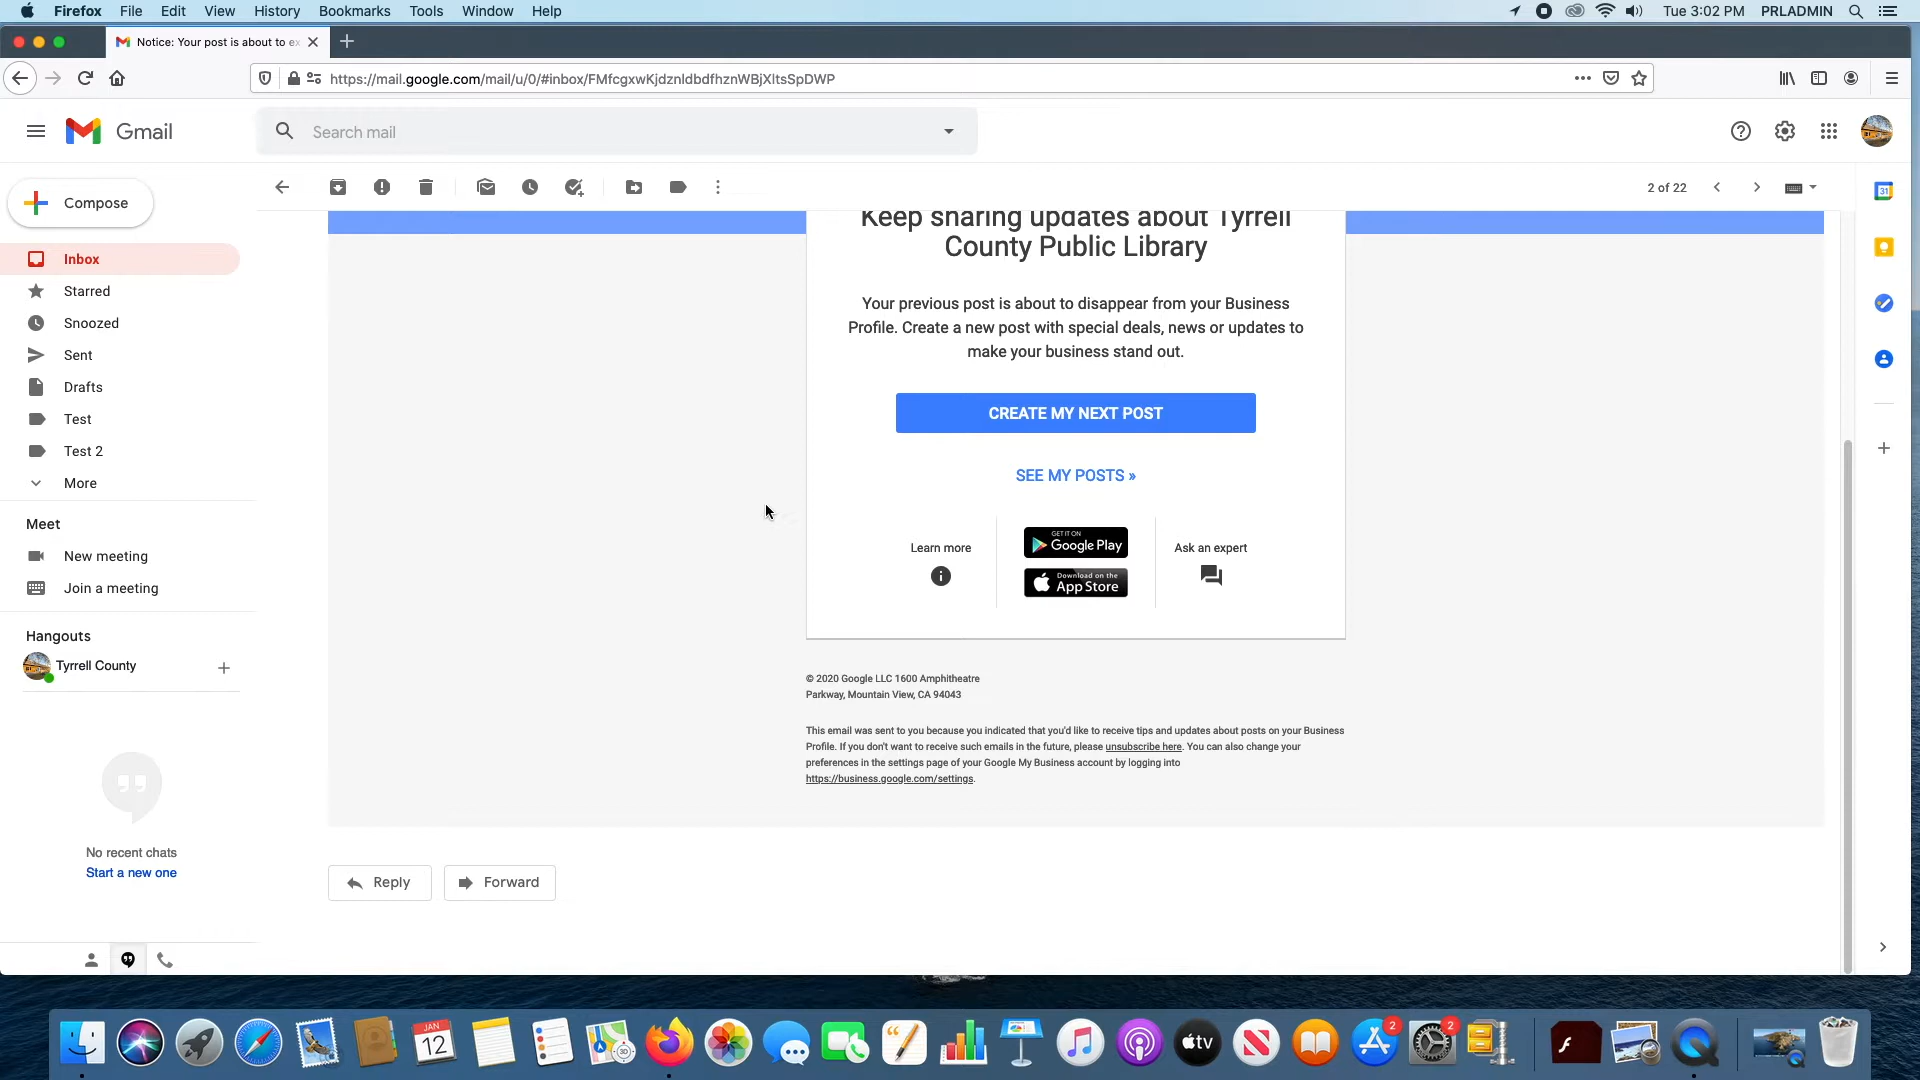 Firefox File Edit View History Bookmarks Tools Window Help Tue 3:02 PM PRLADMIN
Notice: Your post is about to ex
https://mail.google.com/mail/u/0/#inbox/FMfcgxwKjdznldbdfhznWBjXltsSpDWP
Gmail
Search mail
2 of 22
31
Compose
Inbox
Starred
Snoozed
Sent
Drafts
Test
Test 2
More
Meet
New meeting
Join a meeting
Hangouts
Tyrrell County
No recent chats
Start a new one
Keep sharing updates about Tyrrell
County Public Library
Your previous post is about to disappear from your Business
Profile. Create a new post with special deals, news or updates to
make your business stand out.
CREATE MY NEXT POST
SEE MY POSTS »
Learn more
GET IT ON
Google Play
Download on the
App Store
Ask an expert
© 2020 Google LLC 1600 Amphitheatre
Parkway, Mountain View, CA 94043
This email was sent to you because you indicated that you'd like to receive tips and updates about posts on your Business
Profile. If you don't want to receive such emails in the future, please unsubscribe here. You can also change your
preferences in the settings page of your Google My Business account by logging into
https://business.google.com/settings.
Reply
Forward
JAN
12
3D
tv
2
2